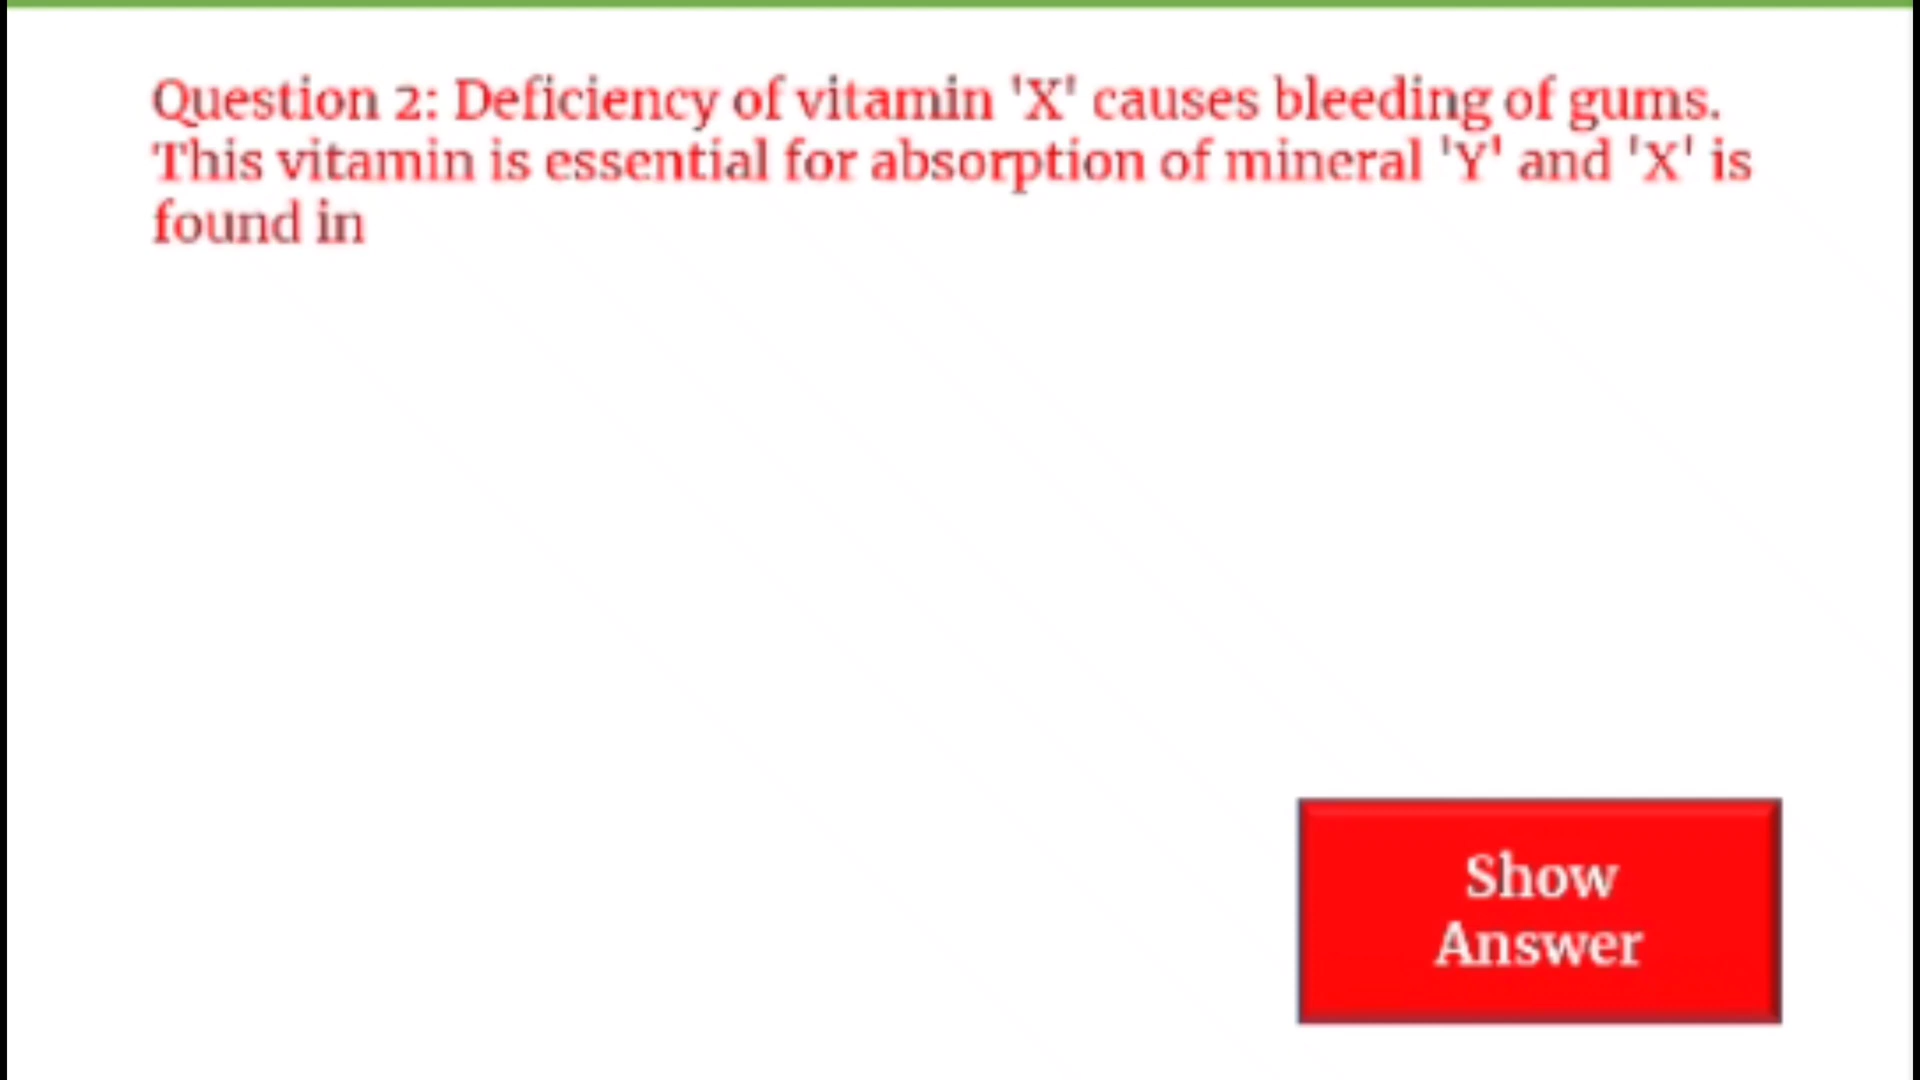 Question 2: Deficiency of vitamin 'X' causes bleeding of gums.
This vitamin is essential for absorption of mineral 'Y' and 'X' is
found in
Show
Answer